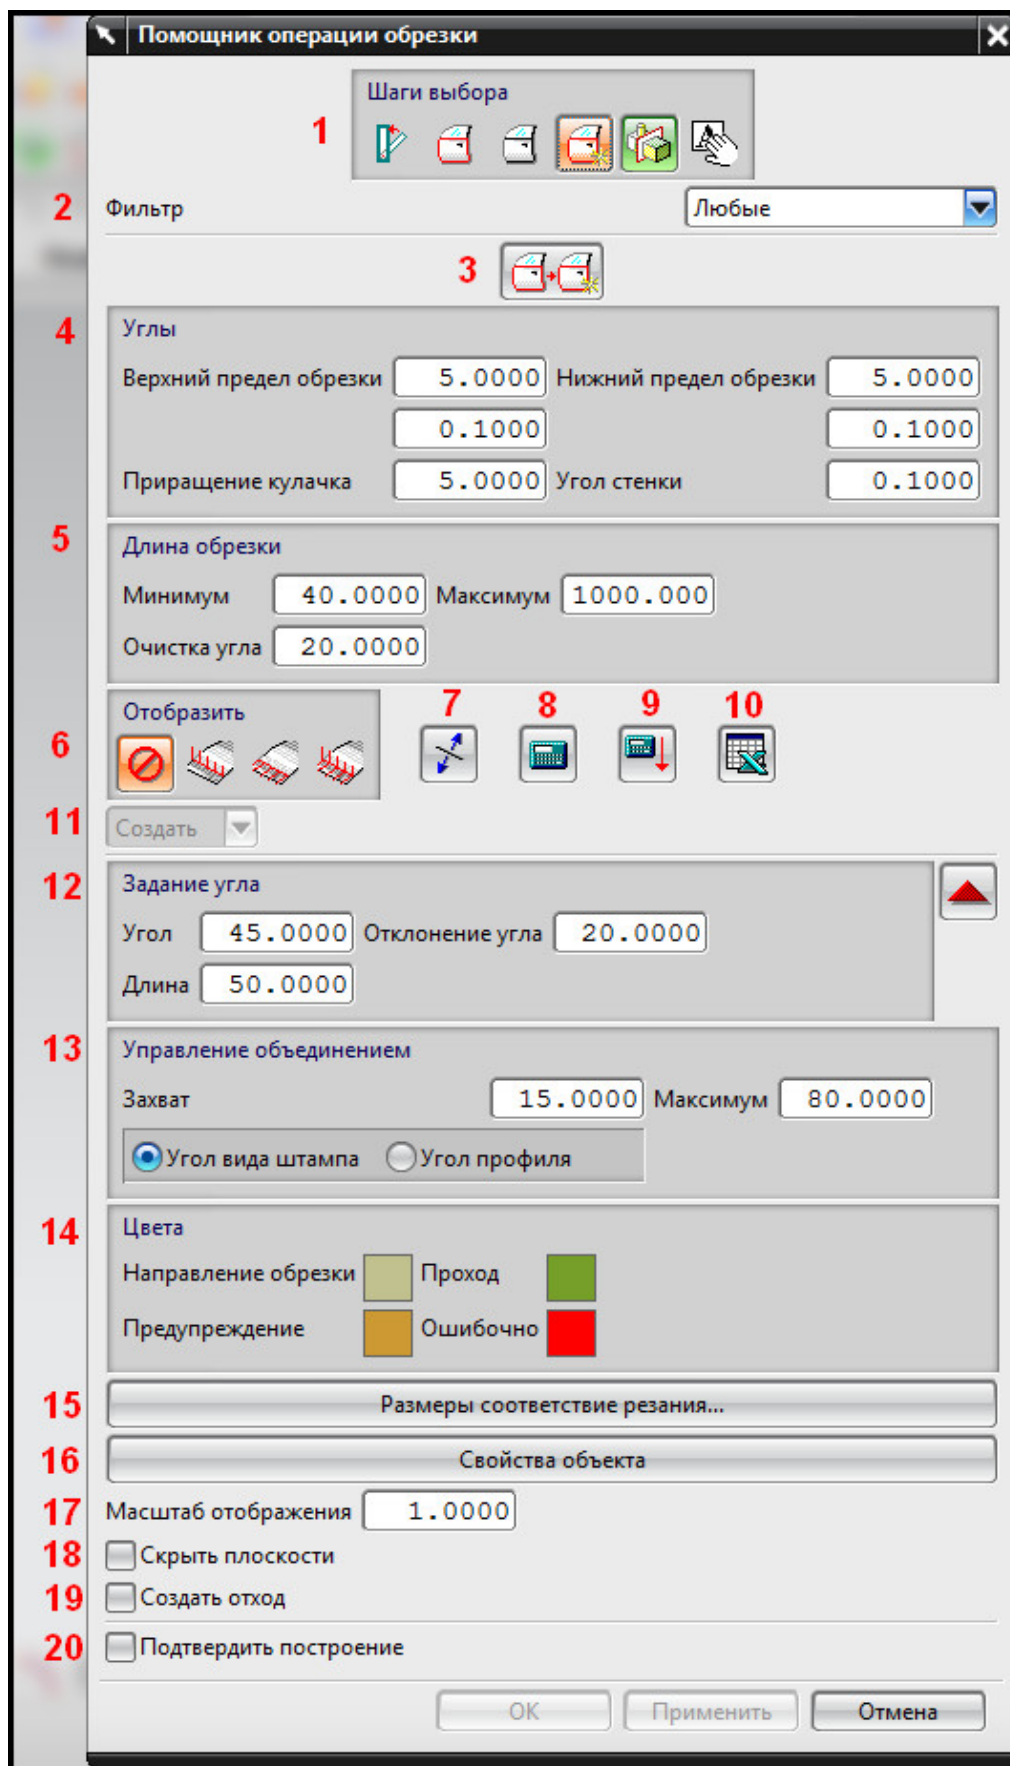 Помощник операции обрезки
Шаги выбора
1
2 Фильтр Любые
3
4 Углы
Верхний предел обрезки 5.0000 Нижний предел обрезки 5.0000
0.1000 0.1000
Приращение кулачка 5.0000 Угол стенки 0.1000
5 Длина обрезки
Минимум 40.0000 Максимум 1000.000
Очистка угла 20.0000
6 Отобразить 7 8 9 10
11 Создать
12 Задание угла
Угол 45.0000 Отклонение угла 20.0000
Длина 50.0000
13 Управление объединением
Захват 15.0000 Максимум 80.0000
Угол вида штампа Угол профиля
14 Цвета
Направление обрезки Проход
Предупреждение Ошибочно
15 Размеры соответствие резания...
16 Свойства объекта
17 Масштаб отображения 1.0000
18 Скрыть плоскости
19 Создать отход
20 Подтвердить построение
ОК Применить Отмена